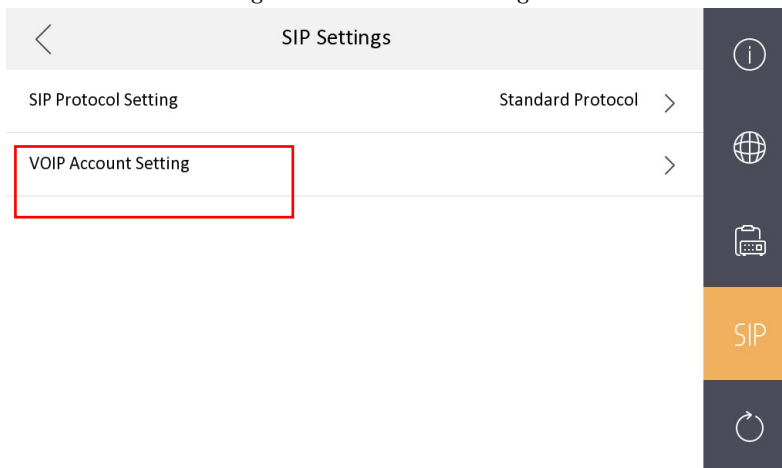 SIP Settings
SIP Protocol Setting Standard Protocol
VOIP Account Setting
SIP